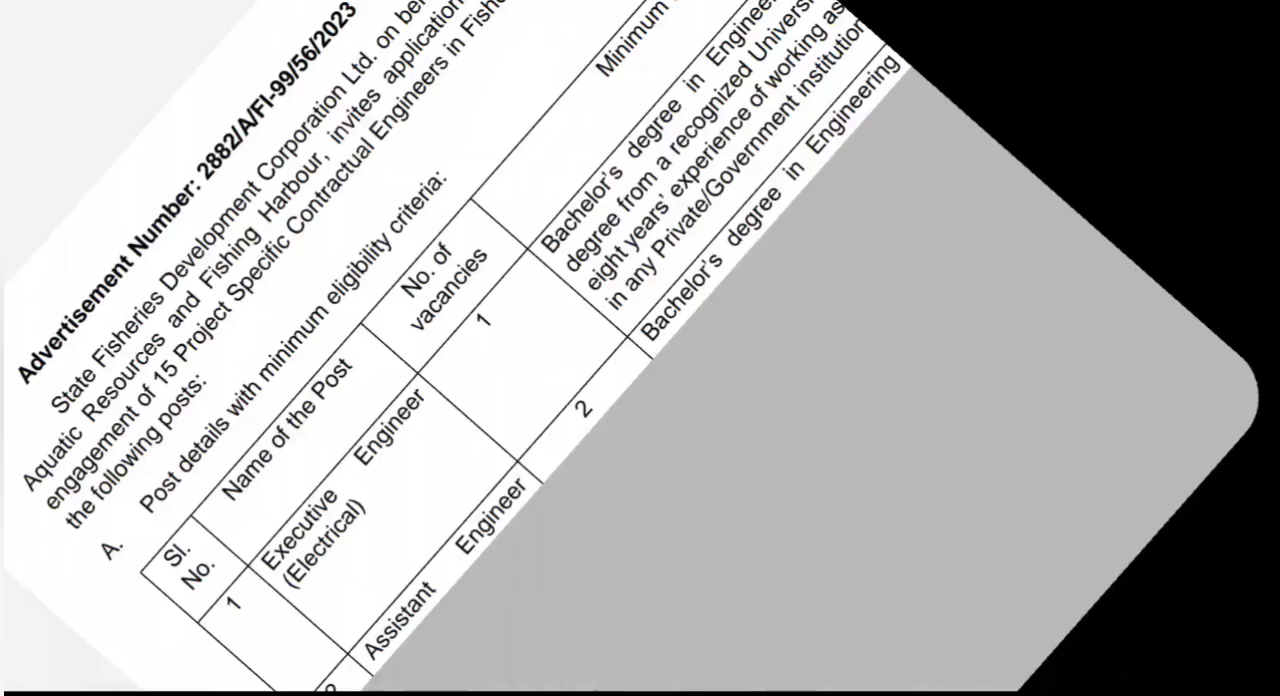 Advertisement Number: 2882/A/FI-99/56/2023
State Fisheries Development Corporation Ltd. on
Aquatic Resources and Fishing Harbour, invites application
engagement of 15 Project Specific Contractual Engineers in
the following posts:
A. Post details with minimum eligibility criteria:
Sl.
No.
Name of the Post
No. of
vacancies
Minimum
1
Executive Engineer
(Electrical)
1
Bachelor's degree in
degree from a recognized
eight years' experience of working as
in any Private/Government institution
Assistant Engineer
2
Bachelor's degree in Engineering